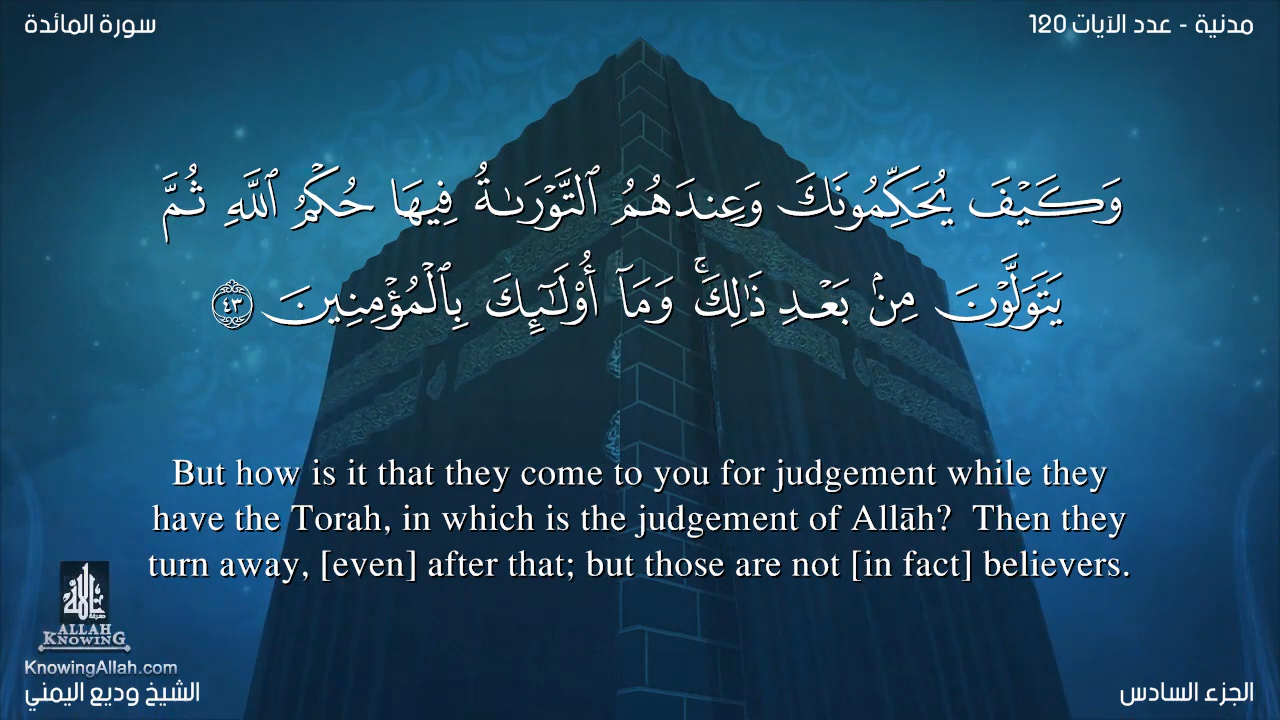 سورة المائدة
مدنية - عدد الآيات 120
وَكَيْفَ يُحَكِّمُونَكَ وَعِندَهُمُ ٱلتَّوْرَىٰةُ فِيهَا حُكْمُ ٱللَّهِ ثُمَّ
يَتَوَلَّوْنَ مِنۢ بَعْدِ ذَٰلِكَ ۚ وَمَآ أُو۟لَـٰٓئِكَ بِٱلْمُؤْمِنِينَ ٤٣
But how is it that they come to you for judgement while they
have the Torah, in which is the judgement of Allāh?  Then they
turn away, [even] after that; but those are not [in fact] believers.
معرفة الله
ALLAH
KNOWING
KnowingAllah.com
الشيخ وديع اليمني
الجزء السادس